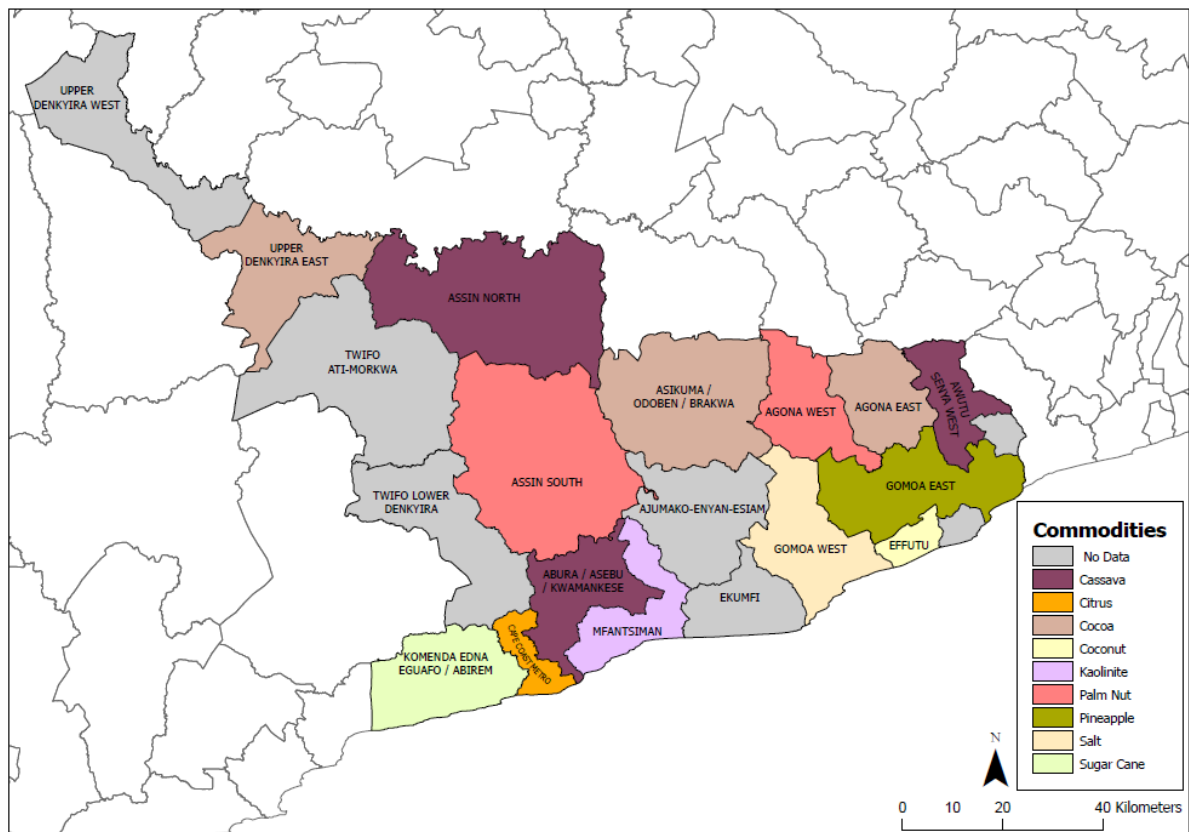 UPPER
DENKYIRA WEST
UPPER
DENKYIRA EAST
ASSIN NORTH
TWIFO
ATI-MORKWA
ASIKUMA /
ODOBEN / BRAKWA
AGONA WEST
AGONA EAST
AWUTU
SENYA WEST
ASSIN SOUTH
GOMOA EAST
TWIFO LOWER
DENKYIRA
AJUMAKO-ENYAN-ESIAM
GOMOA WEST
EFFUTU
ABURA / ASEBU
/ KWAMANKESE
EKUMFI
MFANTSIMAN
CAPE COAST METRO
KOMENDA EDNA
EGUAFO / ABIREM
Commodities
No Data
Cassava
Citrus
Cocoa
Coconut
Kaolinite
Palm Nut
Pineapple
Salt
Sugar Cane
N
0 10 20 40 Kilometers